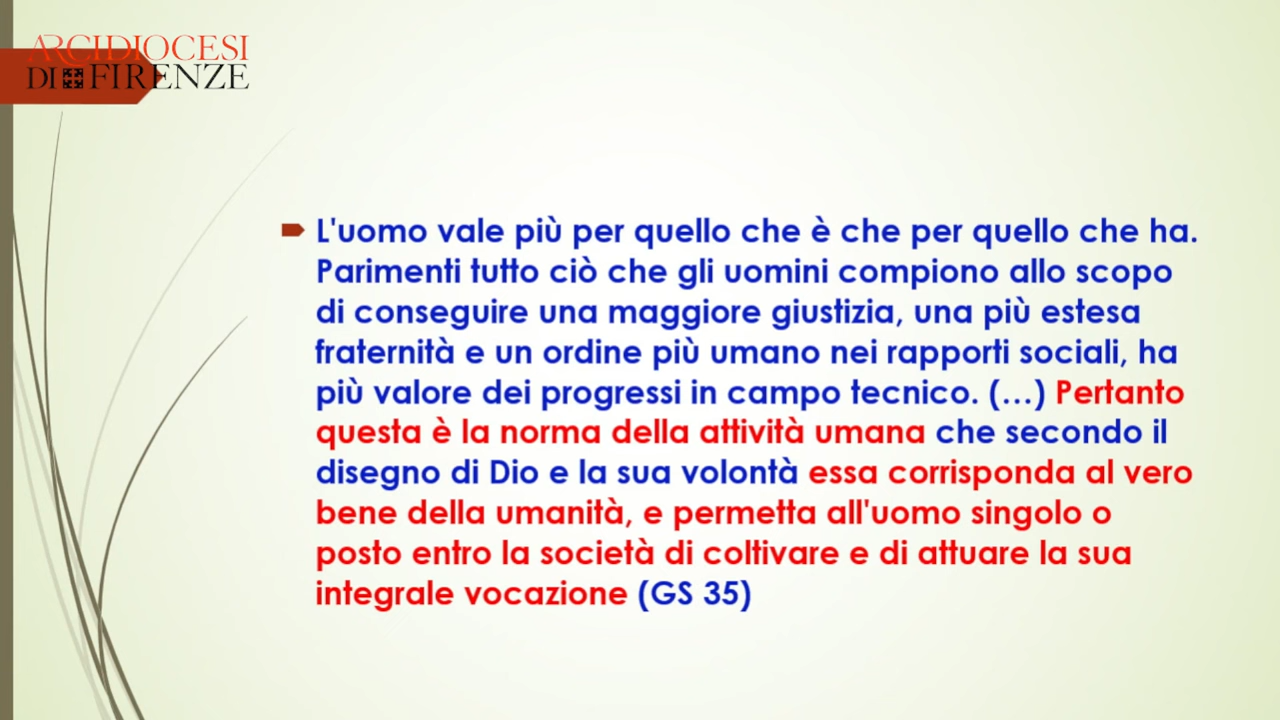 ARCIDIOCESI
DI FIRENZE
L'uomo vale più per quello che è che per quello che ha.
Parimenti tutto ciò che gli uomini compiono allo scopo
di conseguire una maggiore giustizia, una più estesa
fraternità e un ordine più umano nei rapporti sociali, ha
più valore dei progressi in campo tecnico. (…) Pertanto
questa è la norma della attività umana che secondo il
disegno di Dio e la sua volontà essa corrisponda al vero
bene della umanità, e permetta all'uomo singolo o
posto entro la società di coltivare e di attuare la sua
integrale vocazione (GS 35)